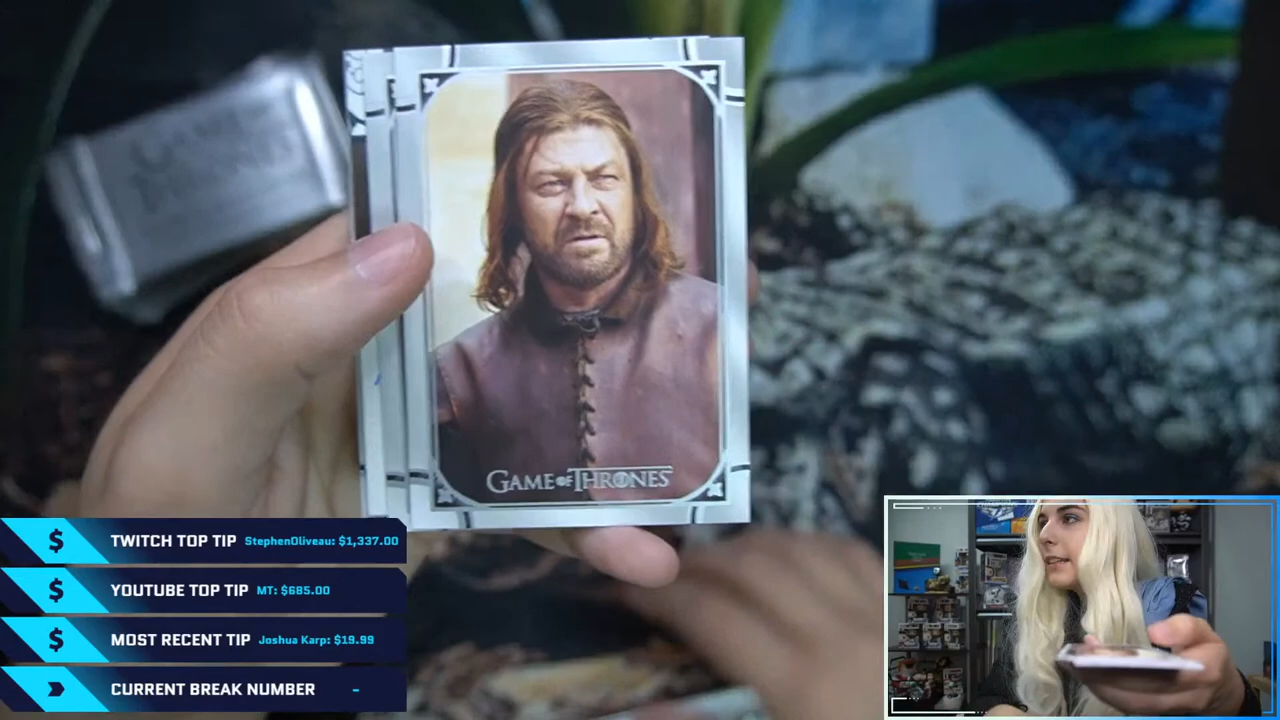 GAME OF THRONES
TWITCH TOP TIP StephenOliveau: $1,337.00
YOUTUBE TOP TIP MT: $685.00
MOST RECENT TIP Joshua Karp: $19.99
CURRENT BREAK NUMBER -